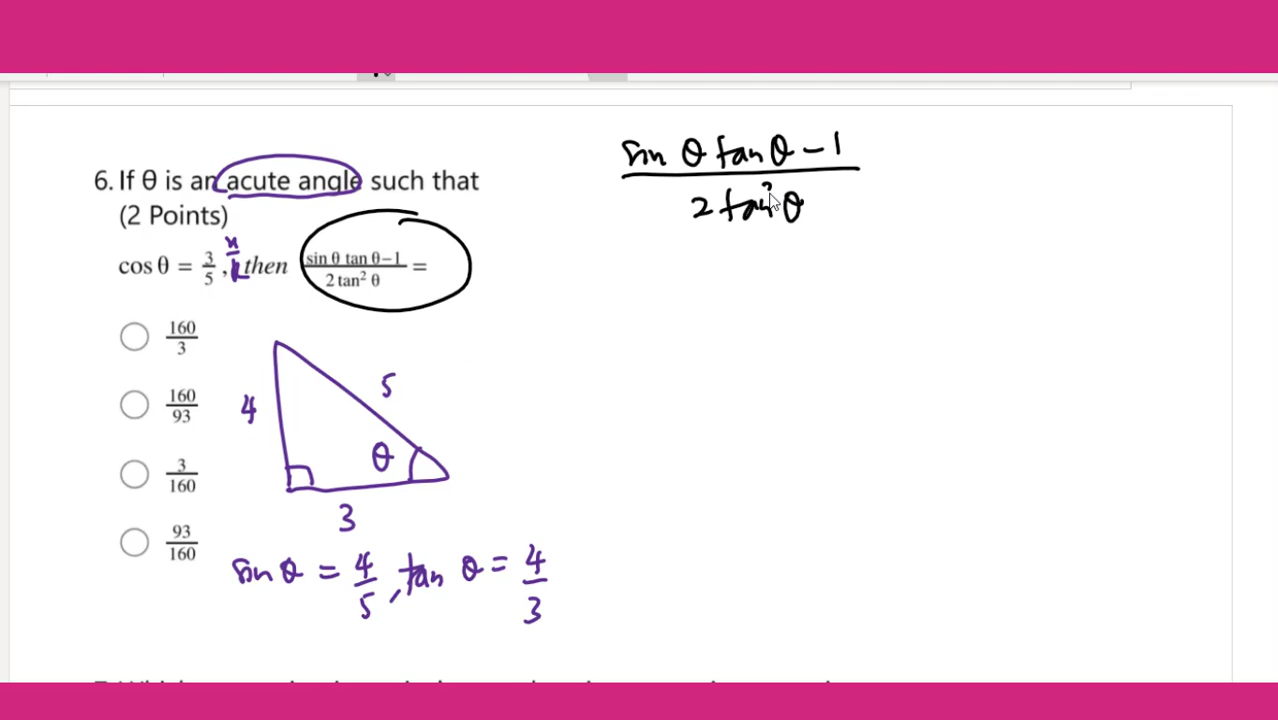 6. If θ is an acute angle such that
(2 Points)
cos θ = 3/5 , then (sin θ tan θ−1)/(2 tan² θ) =
160/3
160/93
3/160
93/160
sin θ tan θ − 1
2 tan² θ
4
5
θ
3
sin θ = 4/5 , tan θ = 4/3